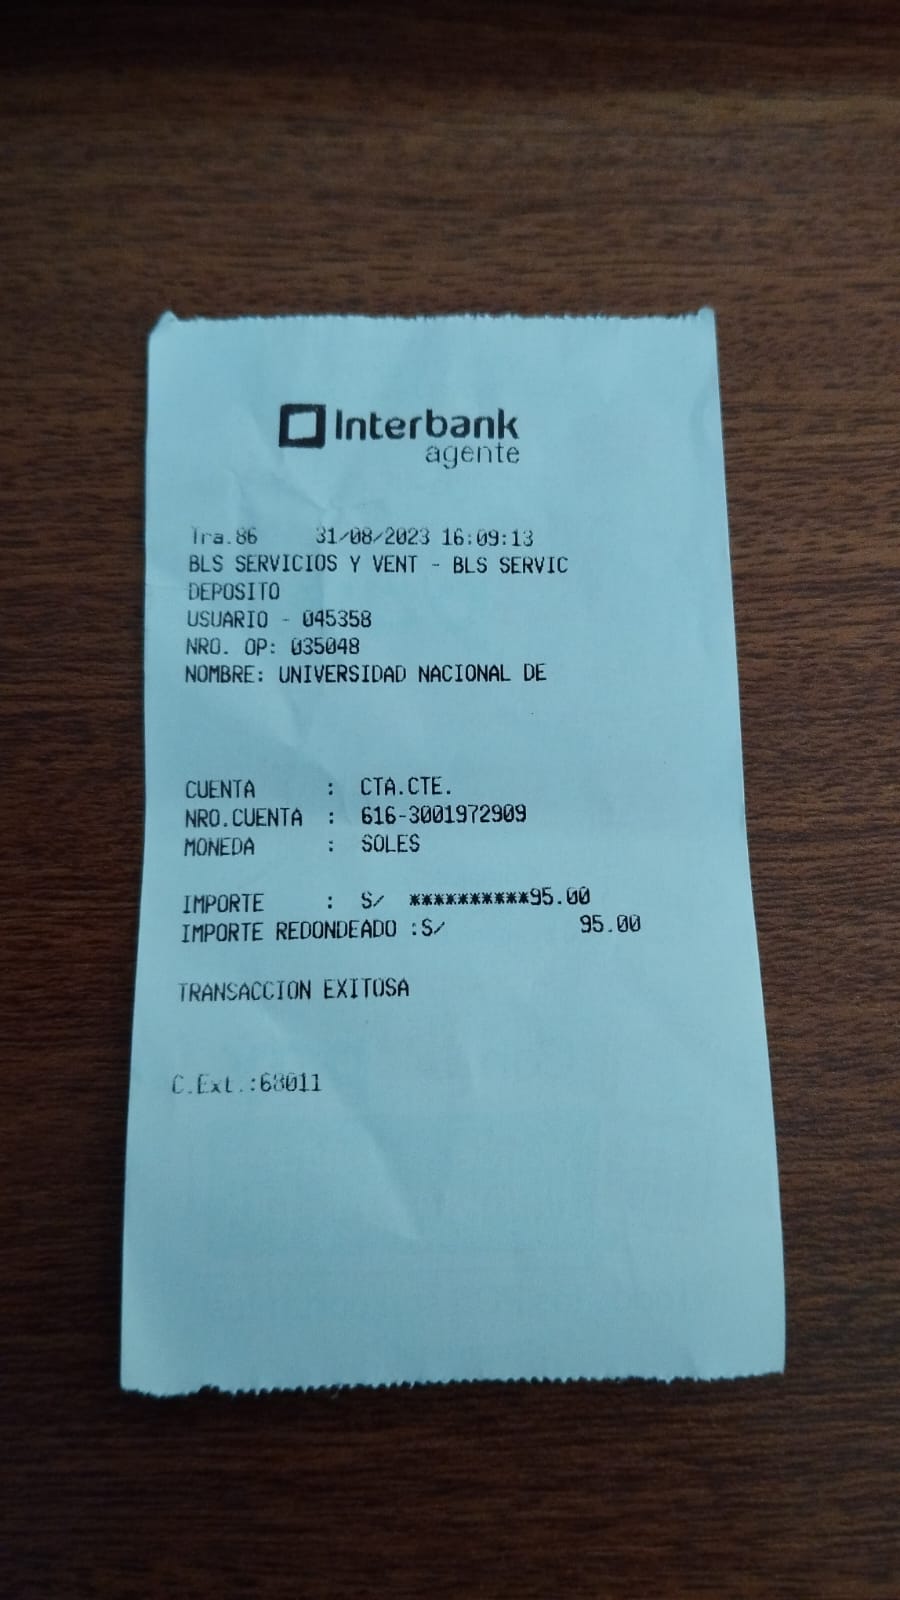 Interbank
agente
Tra.86 31/08/2023 16:09:13
BLS SERVICIOS Y VENT - BLS SERVIC
DEPOSITO
USUARIO - 045358
NRO. OP: 035048
NOMBRE: UNIVERSIDAD NACIONAL DE
CUENTA : CTA.CTE.
NRO.CUENTA : 616-3001972909
MONEDA : SOLES
IMPORTE : S/ **********95.00
IMPORTE REDONDEADO :S/ 95.00
TRANSACCION EXITOSA
C.Ext.:68011